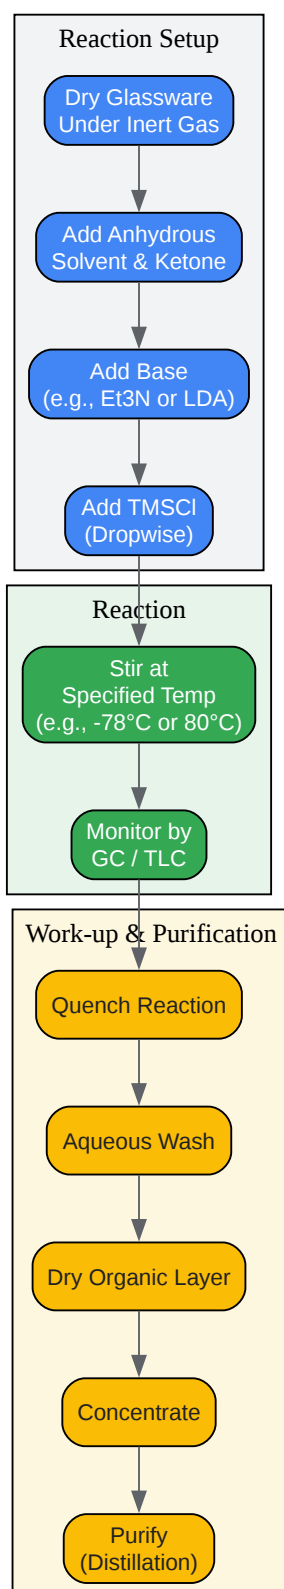 Reaction Setup
Dry Glassware
Under Inert Gas
Add Anhydrous
Solvent & Ketone
Add Base
(e.g., Et3N or LDA)
Add TMSCl
(Dropwise)
Reaction
Stir at
Specified Temp
(e.g., -78°C or 80°C)
Monitor by
GC / TLC
Work-up & Purification
Quench Reaction
Aqueous Wash
Dry Organic Layer
Concentrate
Purify
(Distillation)